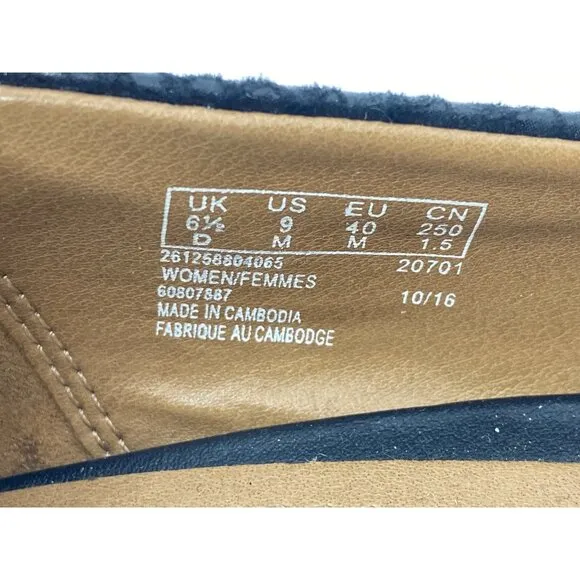 UK US EU CN
6½ 9 40 250
D M M 1.5
261258804065 20701
WOMEN/FEMMES
60807887 10/16
MADE IN CAMBODIA
FABRIQUE AU CAMBODGE